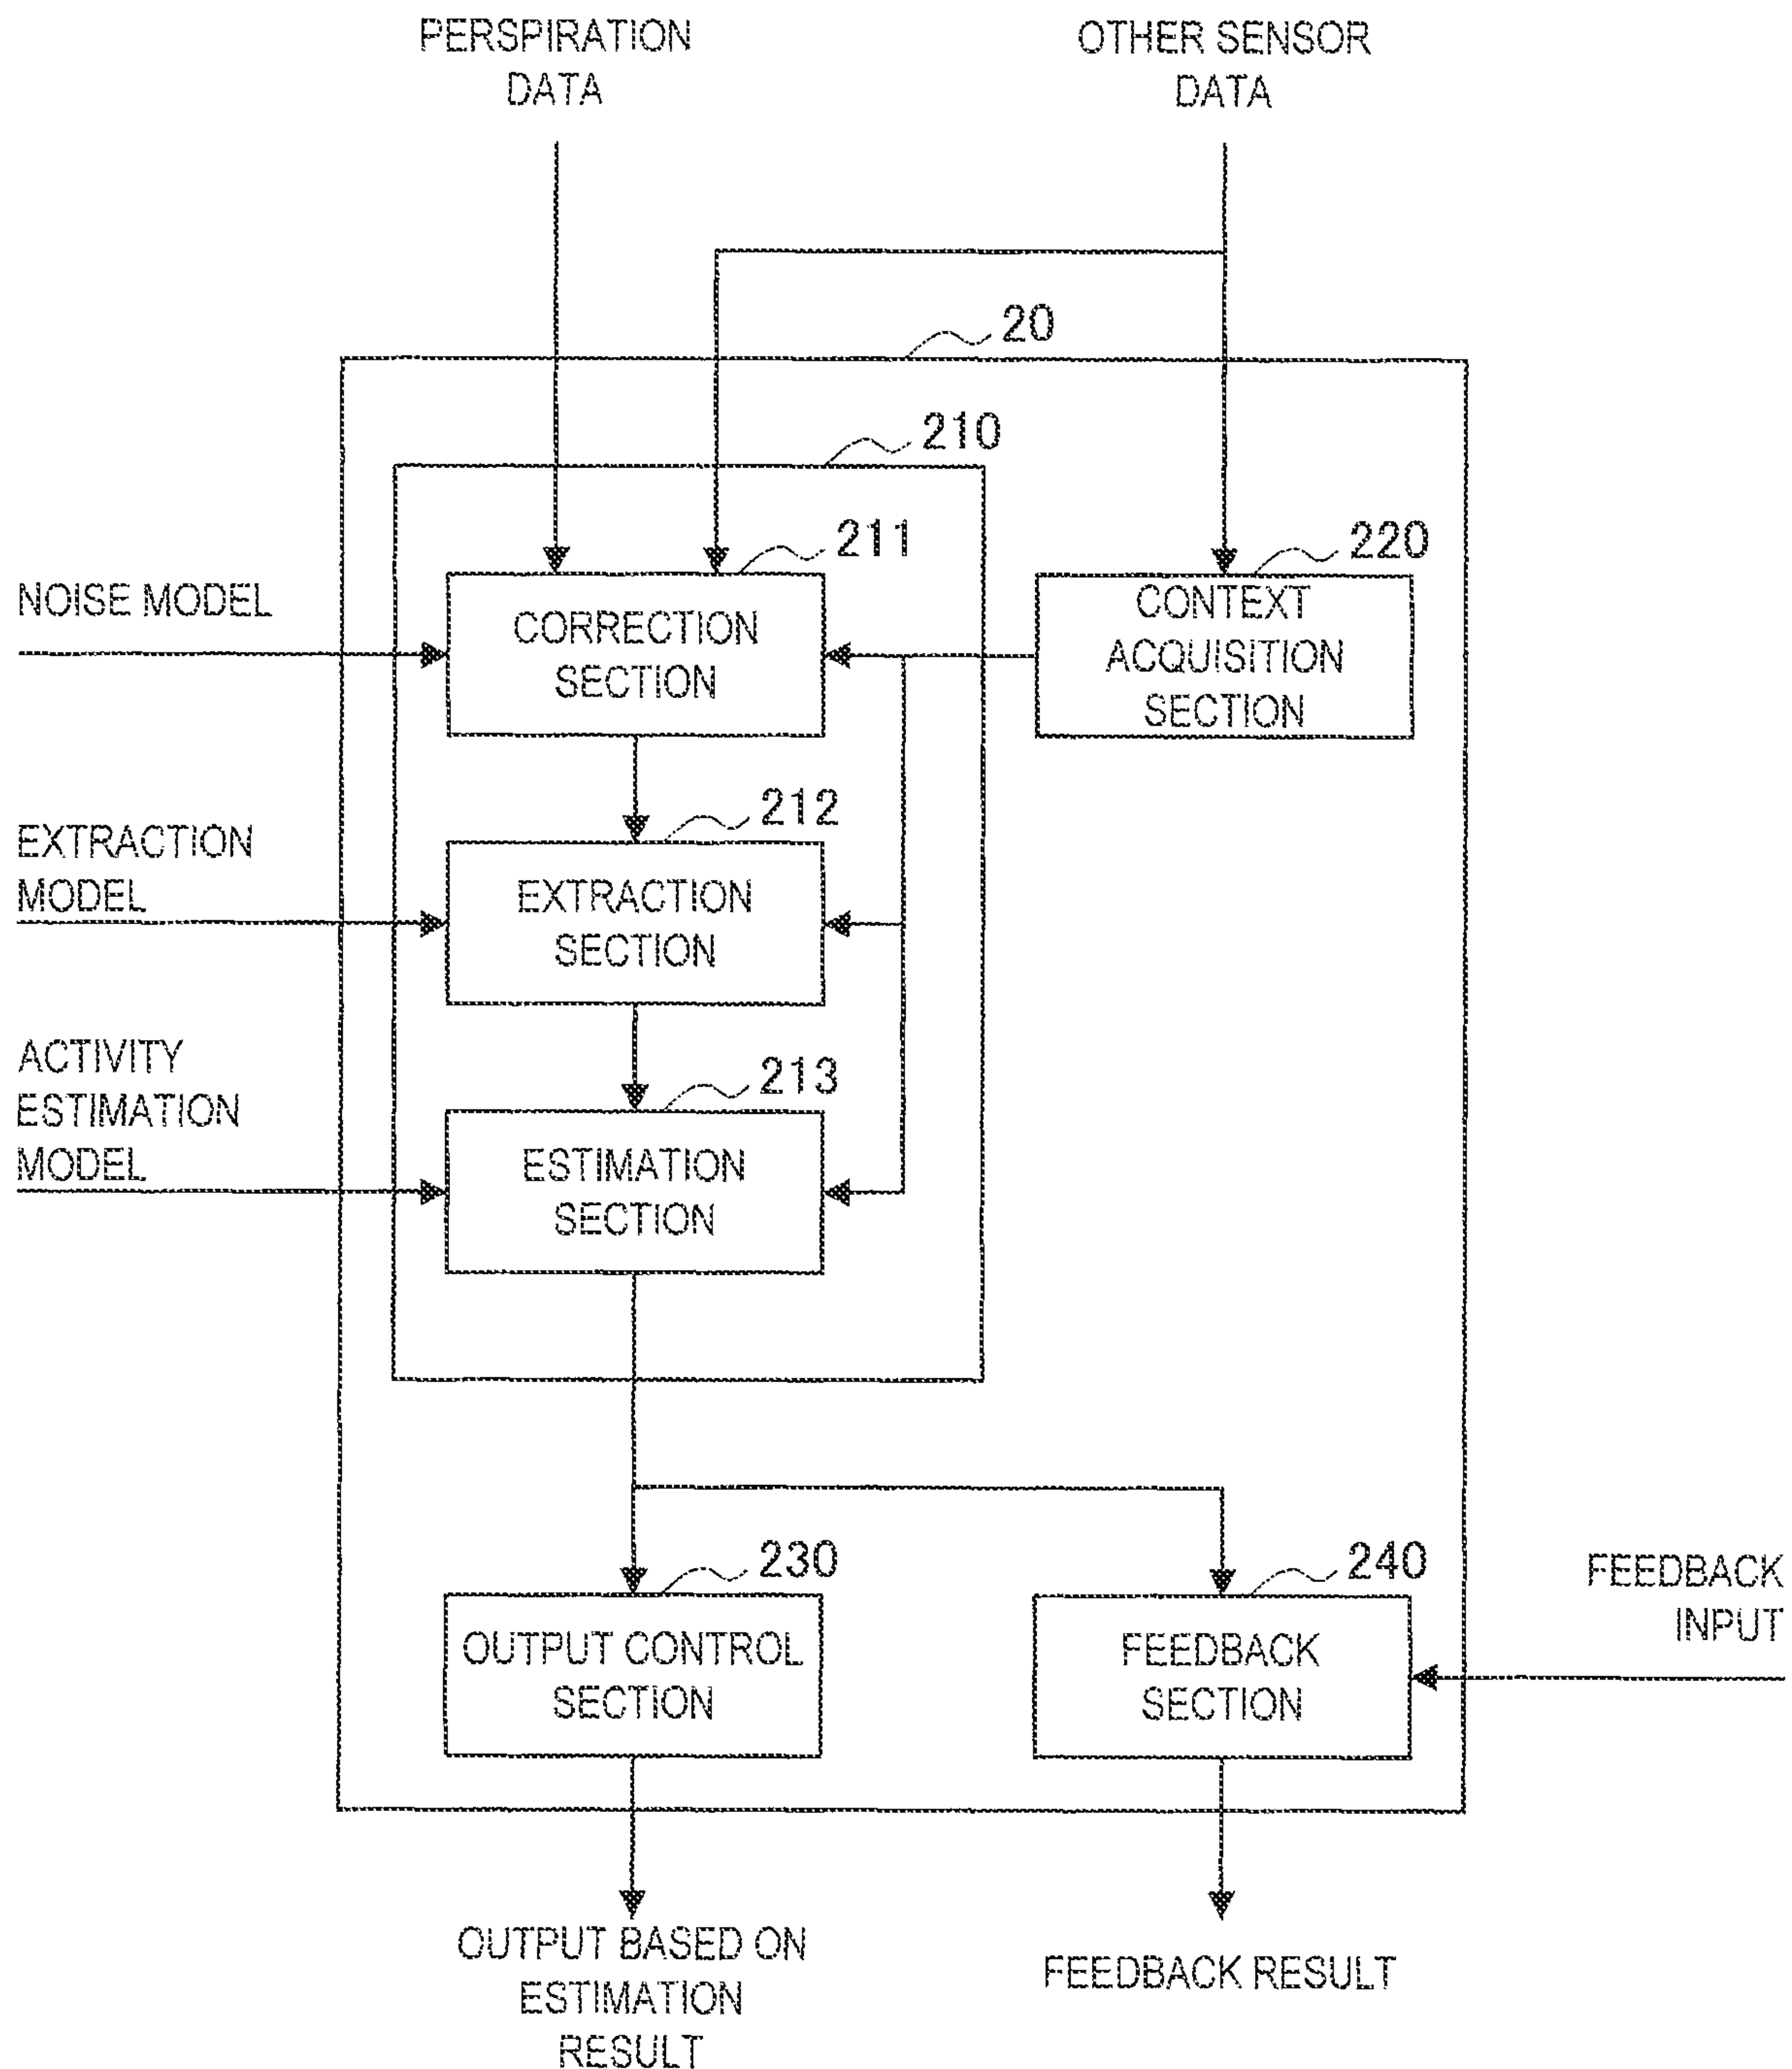 PERSPIRATION
DATA
OTHER SENSOR
DATA
20
210
211
220
NOISE MODEL
CORRECTION
SECTION
CONTEXT
ACQUISITION
SECTION
212
EXTRACTION
MODEL
EXTRACTION
SECTION
213
ACTIVITY
ESTIMATION
MODEL
ESTIMATION
SECTION
230
240
OUTPUT CONTROL
SECTION
FEEDBACK
SECTION
FEEDBACK
INPUT
OUTPUT BASED ON
ESTIMATION
RESULT
FEEDBACK RESULT